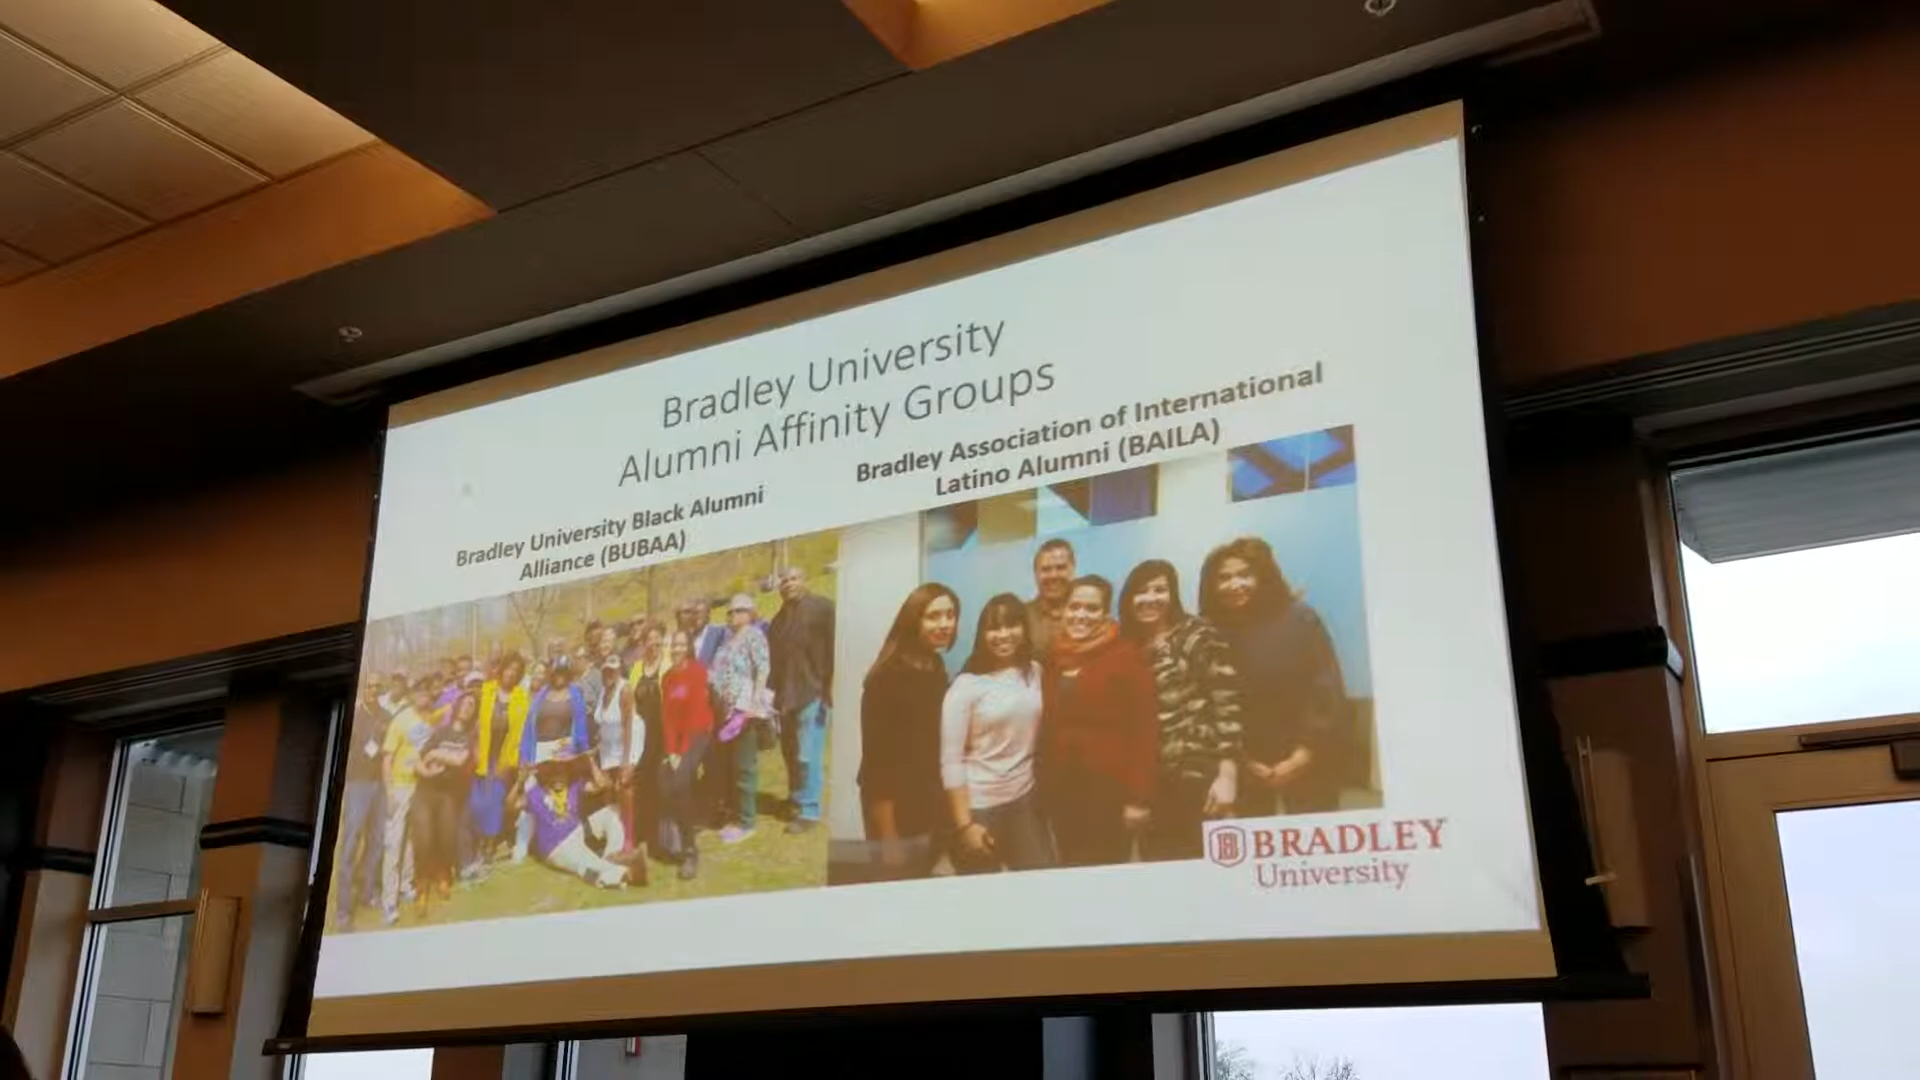 Bradley University
Alumni Affinity Groups
Bradley University Black Alumni
Alliance (BUBAA)
Bradley Association of International
Latino Alumni (BAILA)
BRADLEY
University